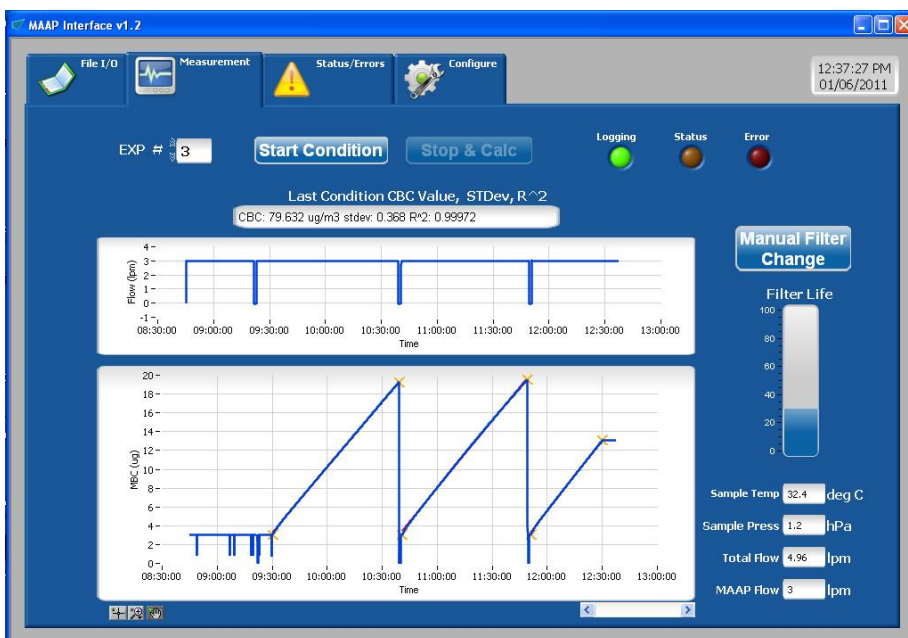 MAAP Interface v1.2
File I/O
Measurement
Status/Errors
Configure
12:37:27 PM
01/06/2011
EXP # 3
Start Condition
Stop & Calc
Logging
Status
Error
Last Condition CBC Value, STDev, R^2
CBC: 79.632 ug/m3 stdev: 0.368 R^2: 0.99972
Manual Filter
Change
Filter Life
100
80
60
40
20
0
Flow (lpm)
4
3
2
1
0
-1
08:30:00 09:00:00 09:30:00 10:00:00 10:30:00 11:00:00 11:30:00 12:00:00 12:30:00 13:00:00
Time
MBC (ug)
20
18
16
14
12
10
8
6
4
2
0
08:30:00 09:00:00 09:30:00 10:00:00 10:30:00 11:00:00 11:30:00 12:00:00 12:30:00 13:00:00
Time
Sample Temp 32.4 deg C
Sample Press 1.2 hPa
Total Flow 4.96 lpm
MAAP Flow 3 lpm